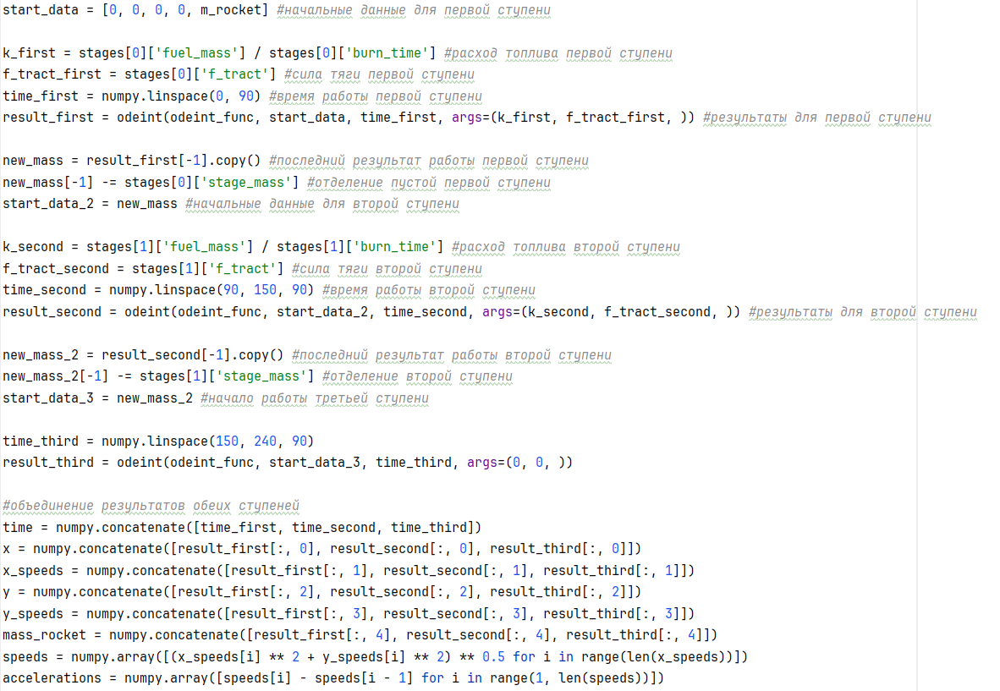 start_data = [0, 0, 0, 0, m_rocket] #начальные данные для первой ступени
k_first = stages[0]['fuel_mass'] / stages[0]['burn_time'] #расход топлива первой ступени
f_tract_first = stages[0]['f_tract'] #сила тяги первой ступени
time_first = numpy.linspace(0, 90) #время работы первой ступени
result_first = odeint(odeint_func, start_data, time_first, args=(k_first, f_tract_first, )) #результаты для первой ступени
new_mass = result_first[-1].copy() #последний результат работы первой ступени
new_mass[-1] -= stages[0]['stage_mass'] #отделение пустой первой ступени
start_data_2 = new_mass #начальные данные для второй ступени
k_second = stages[1]['fuel_mass'] / stages[1]['burn_time'] #расход топлива второй ступени
f_tract_second = stages[1]['f_tract'] #сила тяги второй ступени
time_second = numpy.linspace(90, 150, 90) #время работы второй ступени
result_second = odeint(odeint_func, start_data_2, time_second, args=(k_second, f_tract_second, )) #результаты для второй ступени
new_mass_2 = result_second[-1].copy() #последний результат работы второй ступени
new_mass_2[-1] -= stages[1]['stage_mass'] #отделение второй ступени
start_data_3 = new_mass_2 #начало работы третьей ступени
time_third = numpy.linspace(150, 240, 90)
result_third = odeint(odeint_func, start_data_3, time_third, args=(0, 0, ))
#объединение результатов обеих ступеней
time = numpy.concatenate([time_first, time_second, time_third])
x = numpy.concatenate([result_first[:, 0], result_second[:, 0], result_third[:, 0]])
x_speeds = numpy.concatenate([result_first[:, 1], result_second[:, 1], result_third[:, 1]])
y = numpy.concatenate([result_first[:, 2], result_second[:, 2], result_third[:, 2]])
y_speeds = numpy.concatenate([result_first[:, 3], result_second[:, 3], result_third[:, 3]])
mass_rocket = numpy.concatenate([result_first[:, 4], result_second[:, 4], result_third[:, 4]])
speeds = numpy.array([(x_speeds[i] ** 2 + y_speeds[i] ** 2) ** 0.5 for i in range(len(x_speeds))])
accelerations = numpy.array([speeds[i] - speeds[i - 1] for i in range(1, len(speeds))])